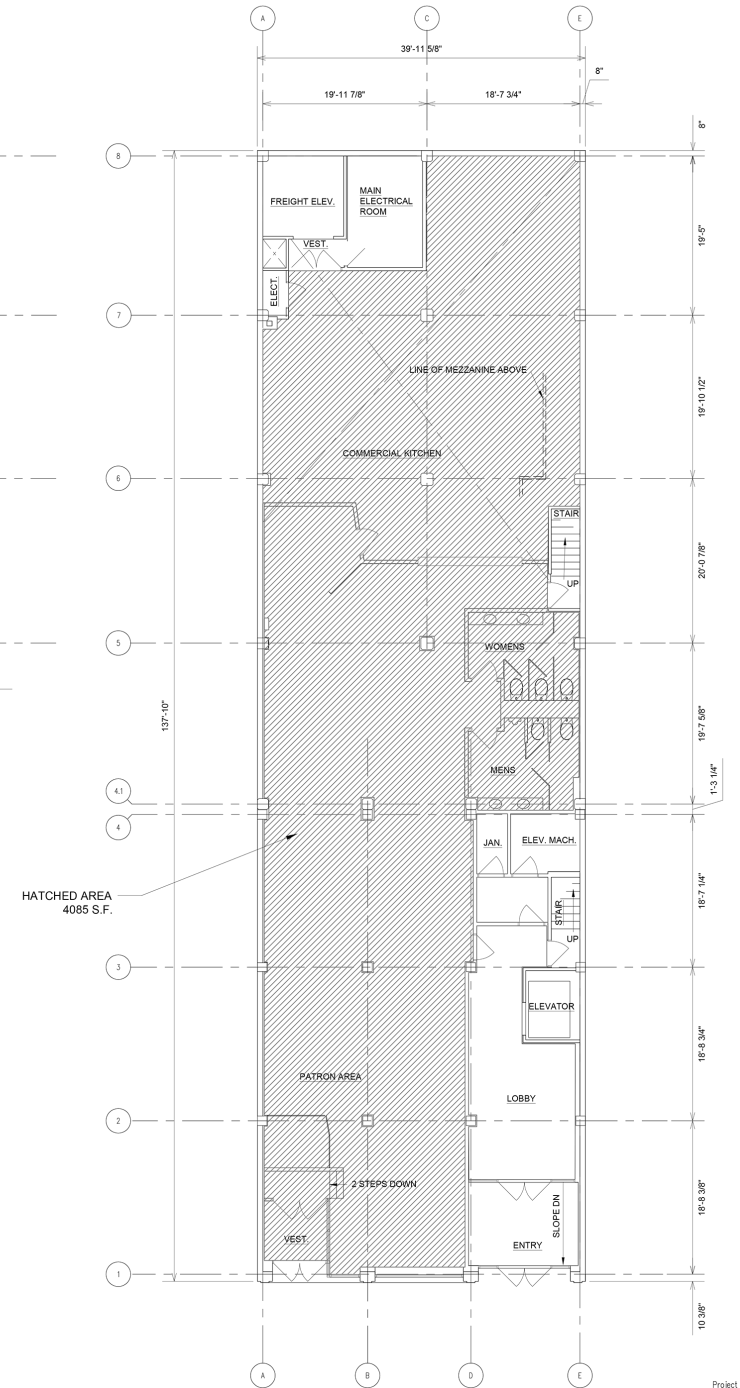 A
C
E
39'-11 5/8"
8"
19'-11 7/8"
18'-7 3/4"
8"
8
FREIGHT ELEV.
MAIN
ELECTRICAL
ROOM
VEST.
19'-5"
ELECT.
7
LINE OF MEZZANINE ABOVE
19'-10 1/2"
COMMERCIAL KITCHEN
6
STAIR
20'-0 7/8"
UP
5
WOMENS
137'-10"
19'-7 5/8"
MENS
1'-3 1/4"
4.1
4
JAN.
ELEV. MACH.
HATCHED AREA
4085 S.F.
18'-7 1/4"
STAIR
UP
3
ELEVATOR
18'-8 3/4"
PATRON AREA
LOBBY
2
2 STEPS DOWN
18'-8 3/8"
SLOPE DN
VEST.
ENTRY
1
10 3/8"
A
B
D
E
Project